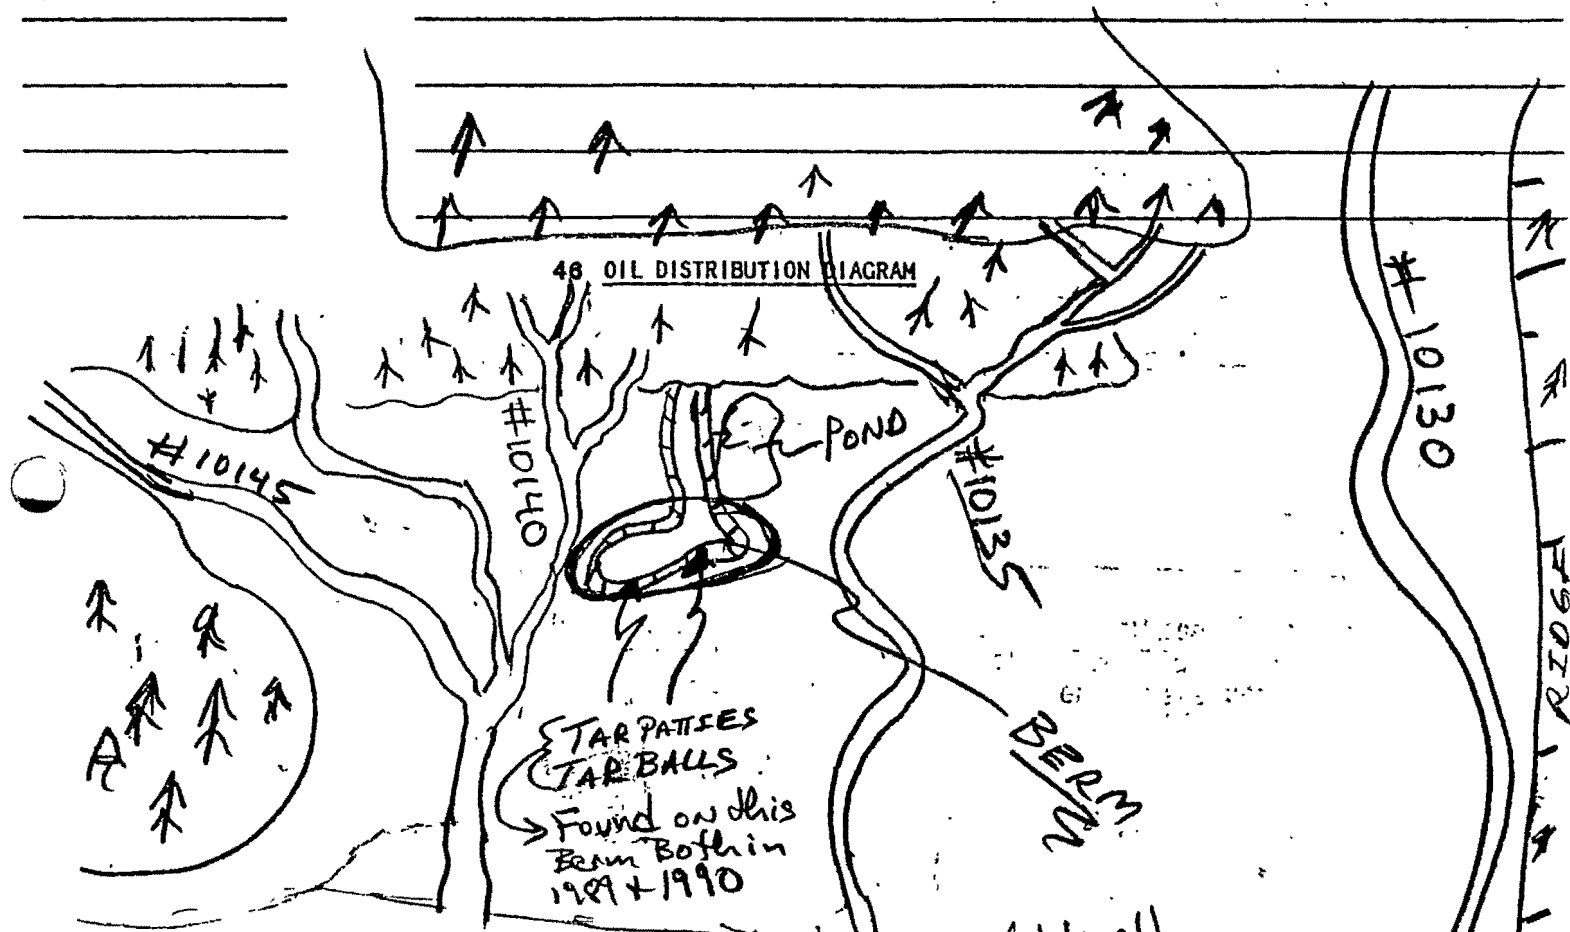 46 OIL DISTRIBUTION DIAGRAM
#10130
#10145
#10140
POND
#10135
RIDGE
TAR PATTIES
TAR BALLS
BERM
Found on this
Berm Both in
1989 + 1990